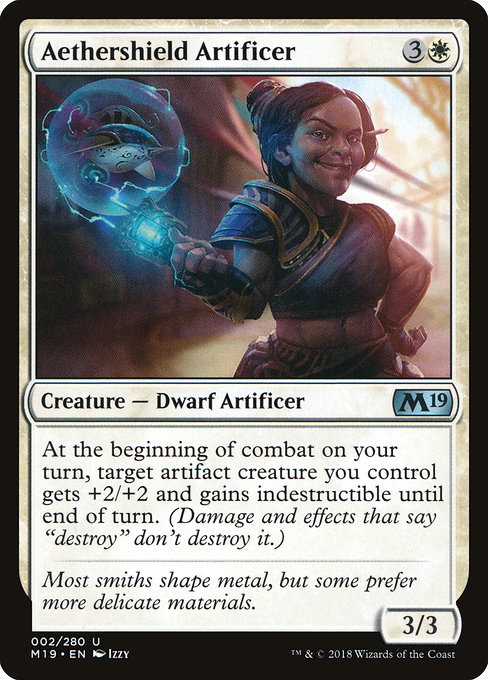 Aethershield Artificer 3
Creature — Dwarf Artificer M19
At the beginning of combat on your
turn, target artifact creature you control
gets +2/+2 and gains indestructible until
end of turn. (Damage and effects that say
“destroy” don’t destroy it.)
Most smiths shape metal, but some prefer
more delicate materials.
3/3
002/280 U
M19 • EN Izzy
™ & © 2018 Wizards of the Coast